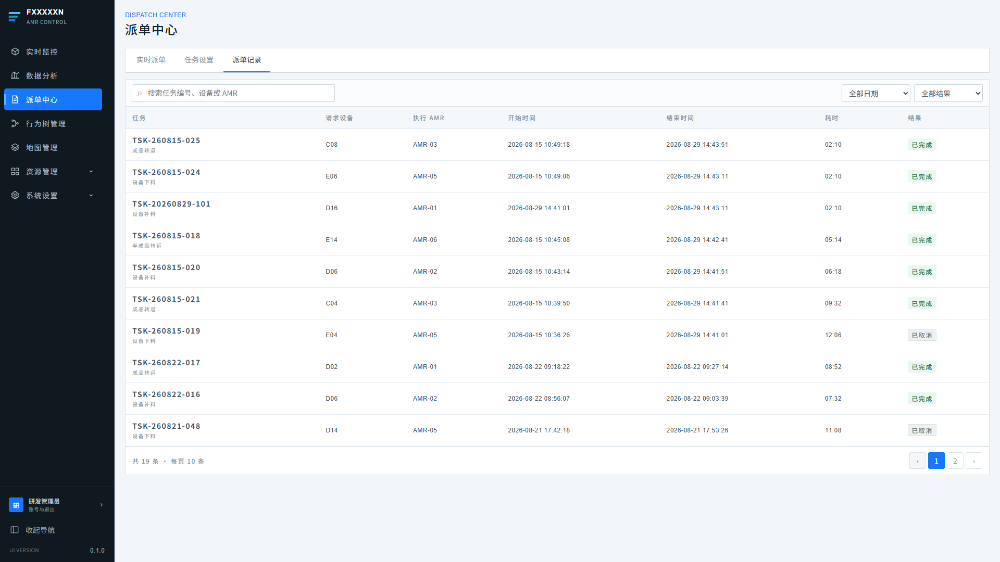 FXXXXXN
AMR CONTROL
实时监控
数据分析
派单中心
行为树管理
地图管理
资源管理
系统设置
研
研发管理员
账号与退出
收起导航
UI VERSION 0.1.0
DISPATCH CENTER
派单中心
实时派单 任务设置 派单记录
搜索任务编号、设备或 AMR 全部日期 全部结果
任务 请求设备 执行 AMR 开始时间 结束时间 耗时 结果
TSK-260815-025
成品转运
C08 AMR-03 2026-08-15 10:49:18 2026-08-29 14:43:51 02:10 已完成
TSK-260815-024
设备下料
E06 AMR-05 2026-08-15 10:49:06 2026-08-29 14:43:11 02:10 已完成
TSK-20260829-101
设备补料
D16 AMR-01 2026-08-29 14:41:01 2026-08-29 14:43:11 02:10 已完成
TSK-260815-018
半成品转运
E14 AMR-06 2026-08-15 10:45:08 2026-08-29 14:42:41 05:14 已完成
TSK-260815-020
设备补料
D06 AMR-02 2026-08-15 10:43:14 2026-08-29 14:41:51 06:18 已完成
TSK-260815-021
成品转运
C04 AMR-03 2026-08-15 10:39:50 2026-08-29 14:41:41 09:32 已完成
TSK-260815-019
设备下料
E04 AMR-05 2026-08-15 10:36:26 2026-08-29 14:41:01 12:06 已取消
TSK-260822-017
成品转运
D02 AMR-01 2026-08-22 09:18:22 2026-08-22 09:27:14 08:52 已完成
TSK-260822-016
设备补料
D06 AMR-02 2026-08-22 08:56:07 2026-08-22 09:03:39 07:32 已完成
TSK-260821-048
设备下料
D14 AMR-05 2026-08-21 17:42:18 2026-08-21 17:53:26 11:08 已取消
共 19 条 · 每页 10 条 ‹ 1 2 ›